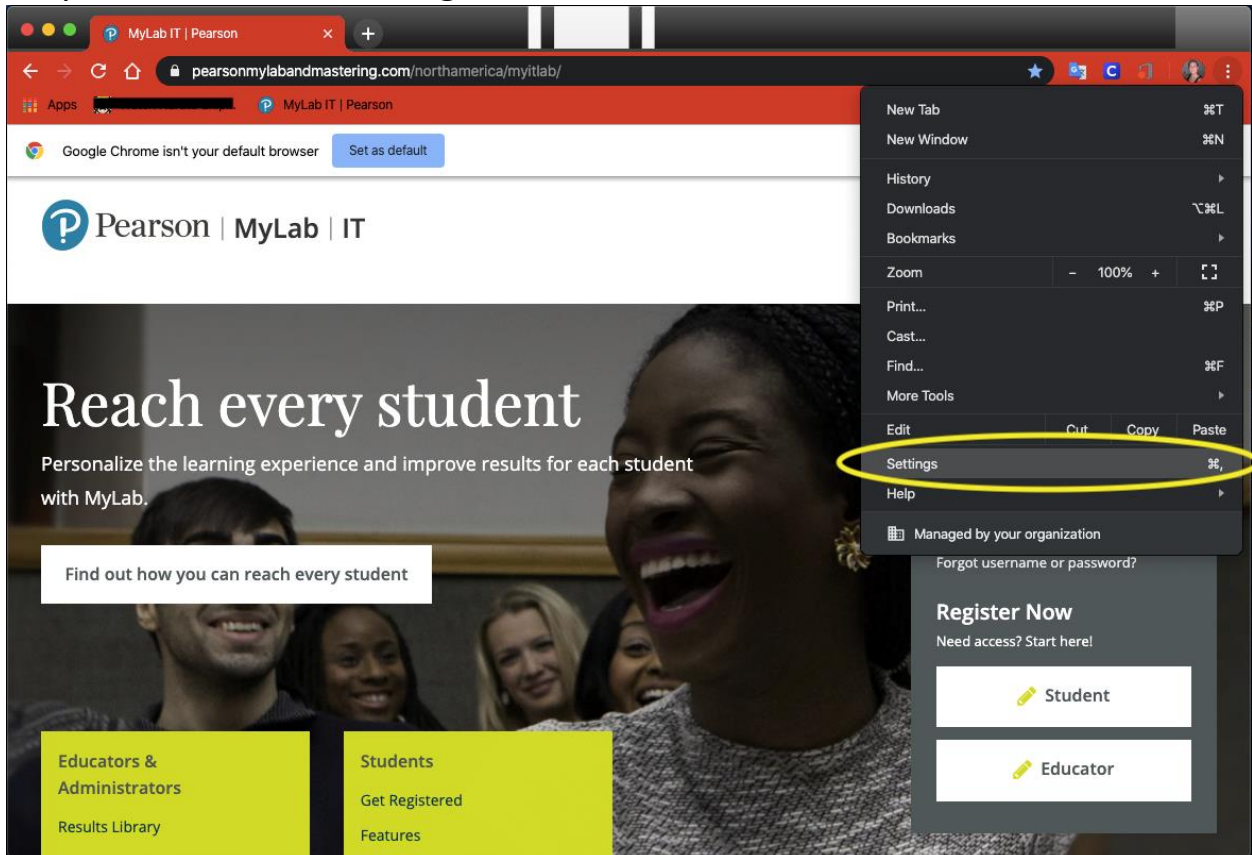 MyLab IT | Pearson
pearsonmylabandmastering.com/northamerica/myitlab/
Apps
MyLab IT | Pearson
Google Chrome isn't your default browser
Set as default
Pearson | MyLab | IT
New Tab ⌘T
New Window ⌘N
History
Downloads ⌥⌘L
Bookmarks
Zoom - 100% +
Print... ⌘P
Cast...
Find... ⌘F
More Tools
Edit Cut Copy Paste
Settings ⌘,
Help
Managed by your organization
Reach every student
Personalize the learning experience and improve results for each student
with MyLab.
Find out how you can reach every student
Forgot username or password?
Register Now
Need access? Start here!
Student
Educator
Educators &
Administrators
Results Library
Students
Get Registered
Features